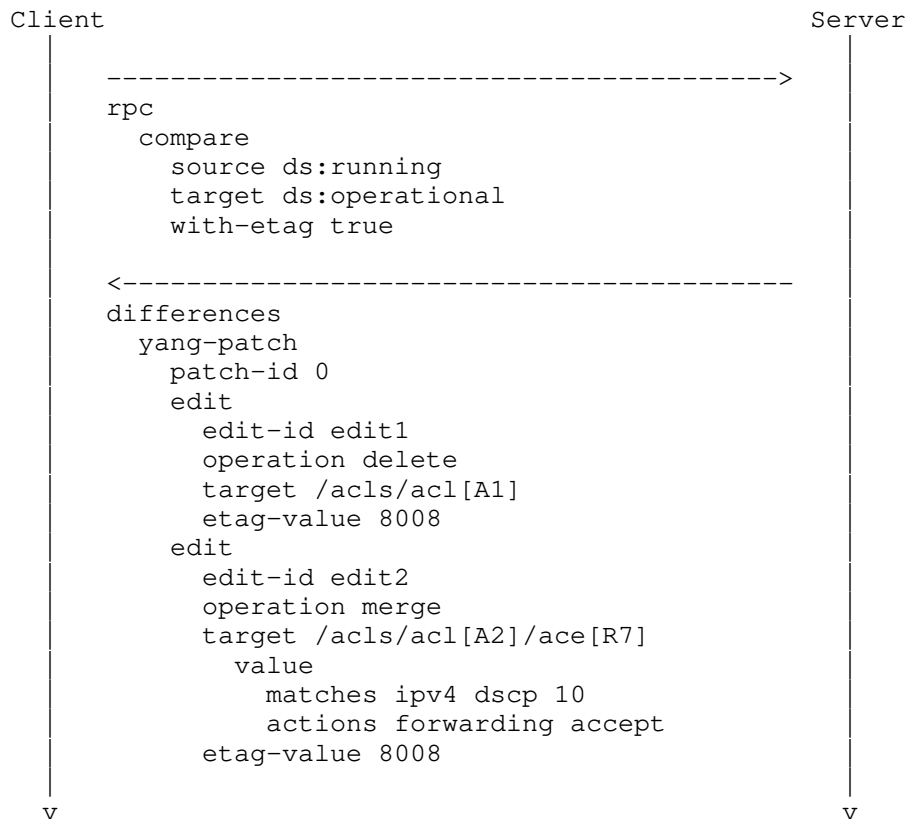 Client                                            Server
  |                                                  |
  |   ------------------------------------------>    |
  |   rpc                                            |
  |     compare                                      |
  |       source ds:running                          |
  |       target ds:operational                      |
  |       with-etag true                             |
  |                                                  |
  |   <------------------------------------------    |
  |   differences                                    |
  |     yang-patch                                   |
  |       patch-id 0                                 |
  |       edit                                       |
  |         edit-id edit1                            |
  |         operation delete                         |
  |         target /acls/acl[A1]                     |
  |         etag-value 8008                          |
  |       edit                                       |
  |         edit-id edit2                            |
  |         operation merge                          |
  |         target /acls/acl[A2]/ace[R7]             |
  |           value                                  |
  |             matches ipv4 dscp 10                 |
  |             actions forwarding accept            |
  |         etag-value 8008                          |
  |                                                  |
  v                                                  v